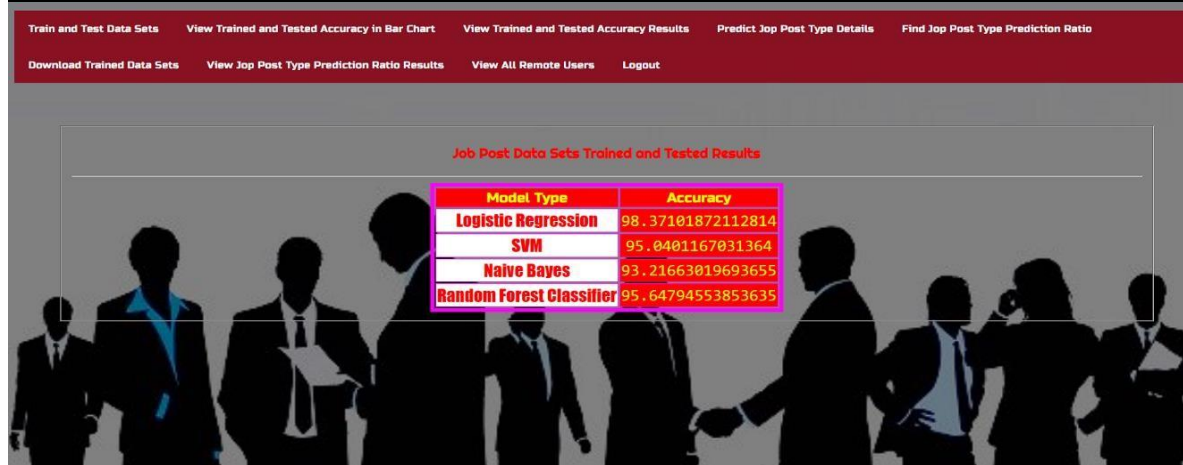 Train and Test Data Sets View Trained and Tested Accuracy in Bar Chart View Trained and Tested Accuracy Results Predict Jop Post Type Details Find Jop Post Type Prediction Ratio
Download Trained Data Sets View Jop Post Type Prediction Ratio Results View All Remote Users Logout
Job Post Data Sets Trained and Tested Results
Model Type Accuracy
Logistic Regression 98.37101872112814
SVM 95.0401167031364
Naive Bayes 93.21663019693655
Random Forest Classifier 95.64794553853635